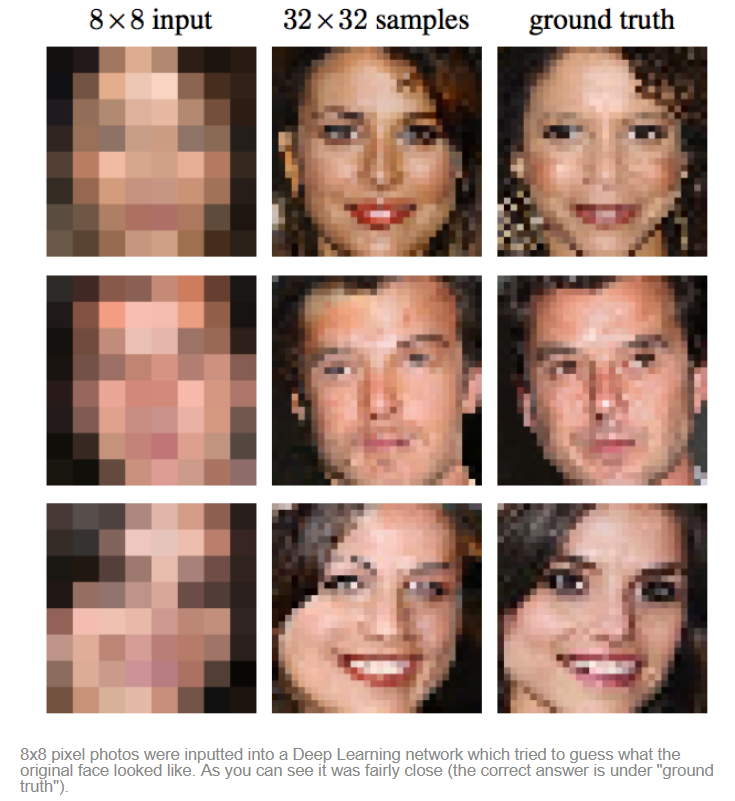 8×8 input 32×32 samples ground truth
8x8 pixel photos were inputted into a Deep Learning network which tried to guess what the
original face looked like. As you can see it was fairly close (the correct answer is under "ground
truth").